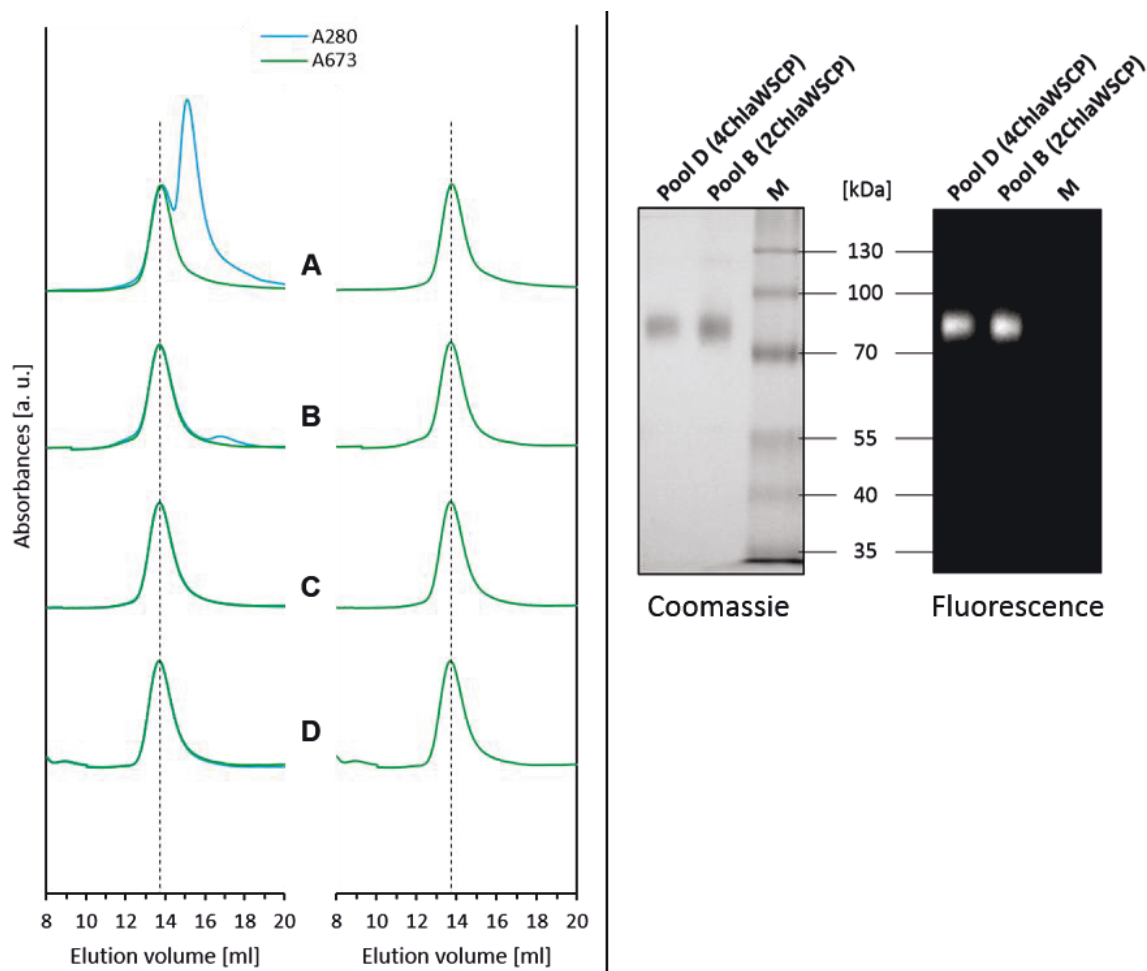 A280
A673
Absorbances [a. u.]
A
B
C
D
8 10 12 14 16 18 20
8 10 12 14 16 18 20
Elution volume [ml]
Elution volume [ml]
Pool D (4ChlaWSCP)
Pool B (2ChlaWSCP)
M
[kDa]
Pool D (4ChlaWSCP)
Pool B (2ChlaWSCP)
M
130
100
70
55
40
35
Coomassie
Fluorescence